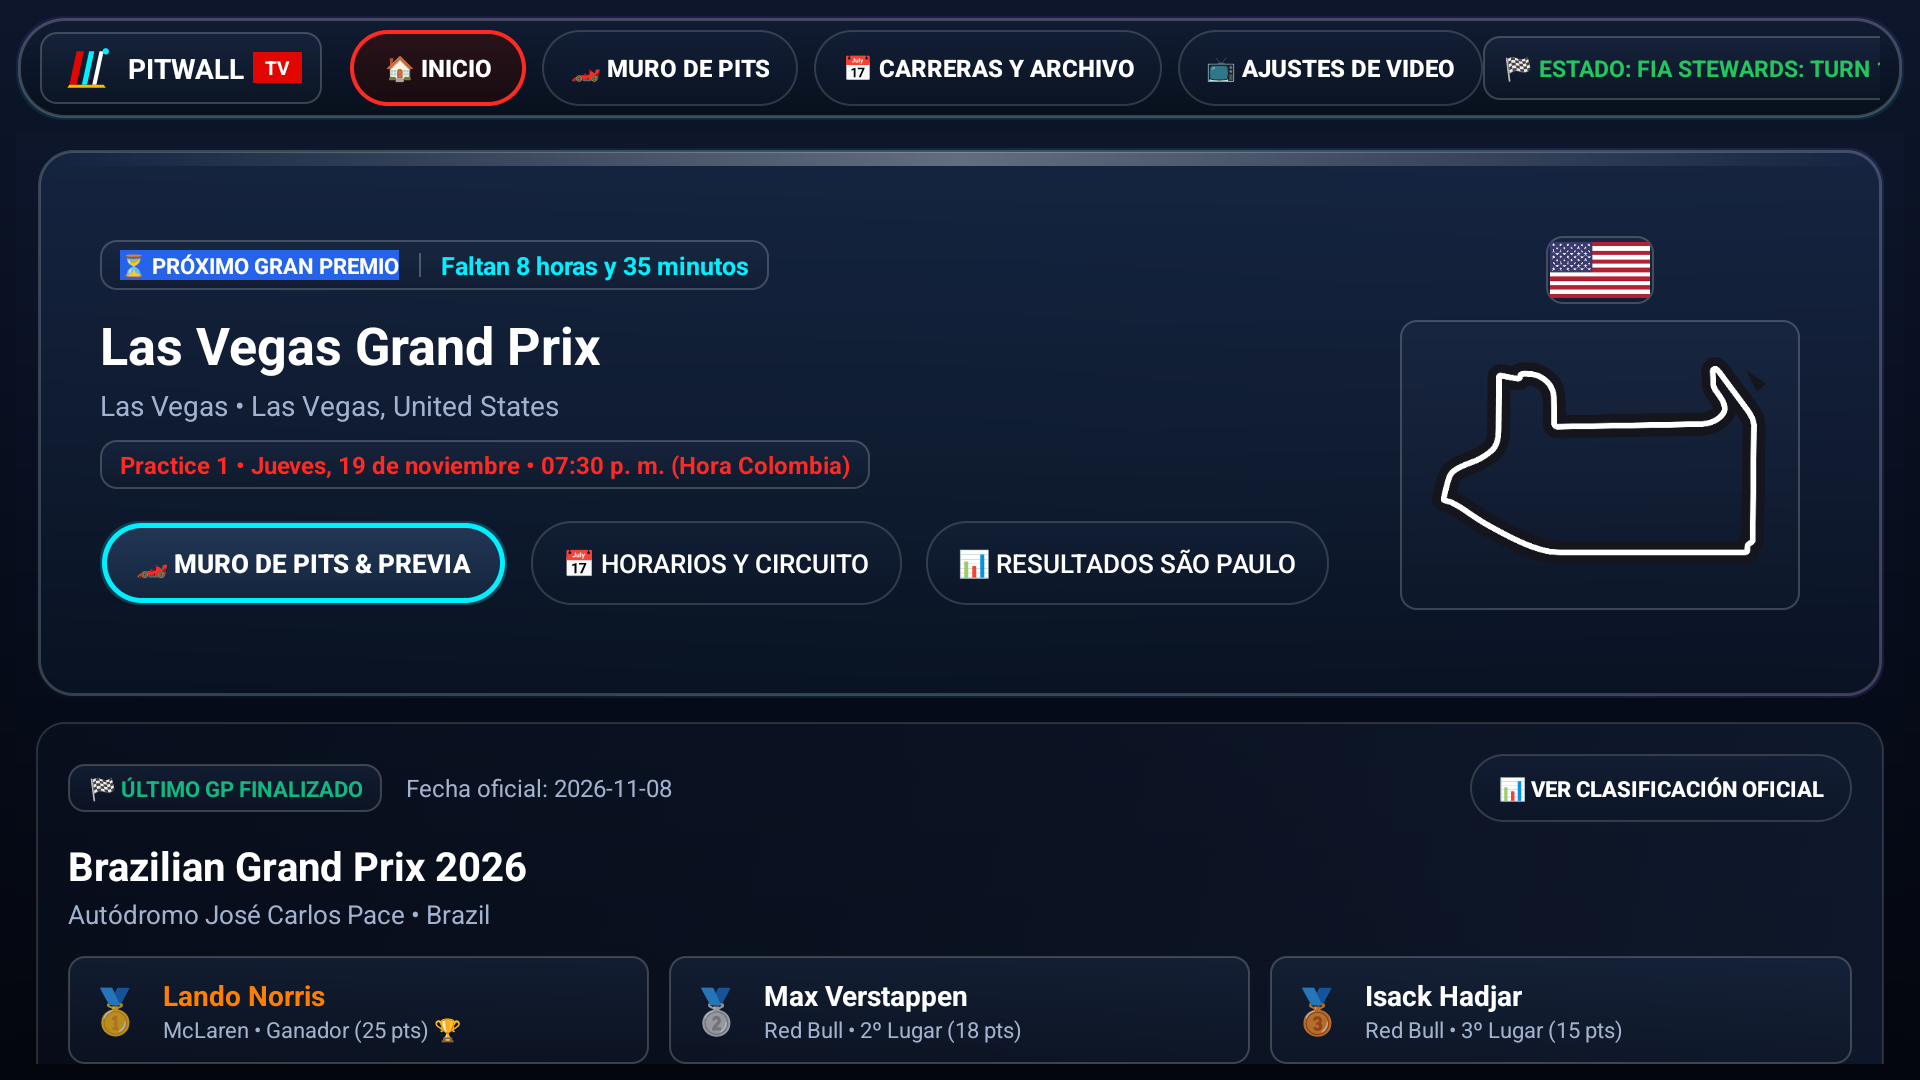 PITWALL TV
🏠 INICIO
🏎️ MURO DE PITS
📅 CARRERAS Y ARCHIVO
📺 AJUSTES DE VIDEO
🏁 ESTADO: FIA STEWARDS: TURN
⏳ PRÓXIMO GRAN PREMIO | Faltan 8 horas y 35 minutos
Las Vegas Grand Prix
Las Vegas • Las Vegas, United States
Practice 1 • Jueves, 19 de noviembre • 07:30 p. m. (Hora Colombia)
🏎️ MURO DE PITS & PREVIA
📅 HORARIOS Y CIRCUITO
📊 RESULTADOS SÃO PAULO
🏁 ÚLTIMO GP FINALIZADO
Fecha oficial: 2026-11-08
📊 VER CLASIFICACIÓN OFICIAL
Brazilian Grand Prix 2026
Autódromo José Carlos Pace • Brazil
🥇 Lando Norris
McLaren • Ganador (25 pts) 🏆
🥈 Max Verstappen
Red Bull • 2º Lugar (18 pts)
🥉 Isack Hadjar
Red Bull • 3º Lugar (15 pts)